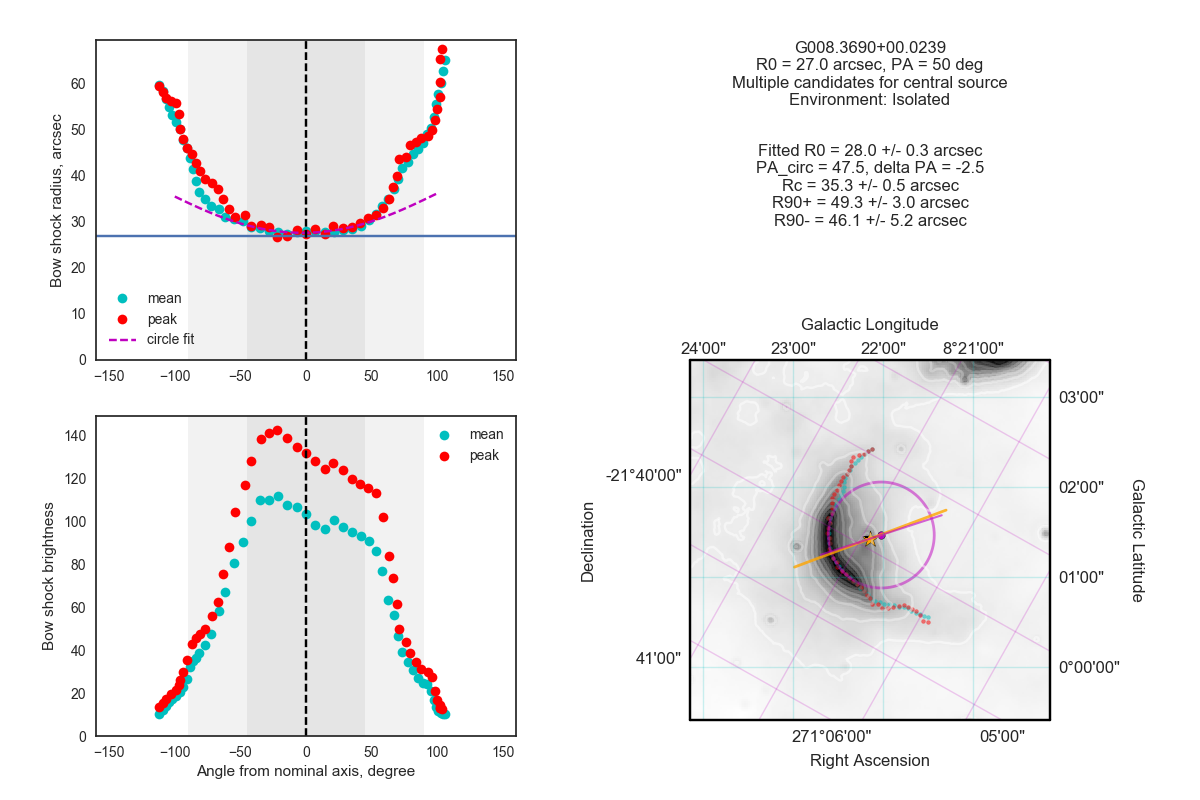 G008.3690+00.0239
R0 = 27.0 arcsec, PA = 50 deg
Multiple candidates for central source
Environment: Isolated
Fitted R0 = 28.0 +/- 0.3 arcsec
PA_circ = 47.5, delta PA = -2.5
Rc = 35.3 +/- 0.5 arcsec
R90+ = 49.3 +/- 3.0 arcsec
R90- = 46.1 +/- 5.2 arcsec
Bow shock radius, arcsec
60
50
40
30
20
10
0
mean
peak
circle fit
−150
−100
−50
0
50
100
150
Bow shock brightness
140
120
100
80
60
40
20
0
mean
peak
−150
−100
−50
0
50
100
150
Angle from nominal axis, degree
Galactic Longitude
24'00"
23'00"
22'00"
8°21'00"
Declination
-21°40'00"
41'00"
03'00"
02'00"
01'00"
0°00'00"
Galactic Latitude
271°06'00"
05'00"
Right Ascension